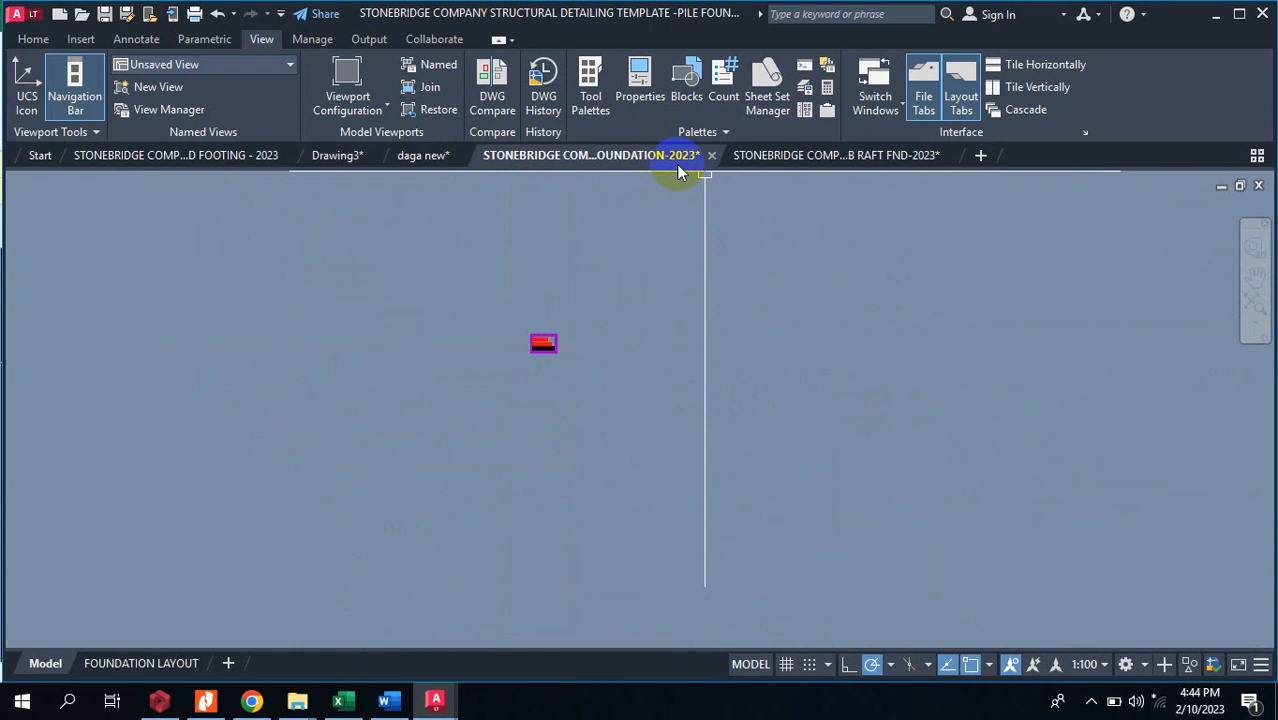 A LT
Share
STONEBRIDGE COMPANY STRUCTURAL DETAILING TEMPLATE -PILE FOUN...
Type a keyword or phrase
Sign In
Home Insert Annotate Parametric View Manage Output Collaborate
UCS Icon
Navigation Bar
Unsaved View
New View
View Manager
Viewport Configuration
Named
Join
Restore
DWG Compare
DWG History
Tool Palettes
Properties
Blocks
Count
Sheet Set Manager
Switch Windows
File Tabs
Layout Tabs
Tile Horizontally
Tile Vertically
Cascade
Viewport Tools Named Views Model Viewports Compare History Palettes Interface
Start STONEBRIDGE COMP...D FOOTING - 2023 Drawing3* daga new* STONEBRIDGE COM...OUNDATION-2023* STONEBRIDGE COMP...B RAFT FND-2023*
Model FOUNDATION LAYOUT
MODEL 1:100
4:44 PM
2/10/2023
1